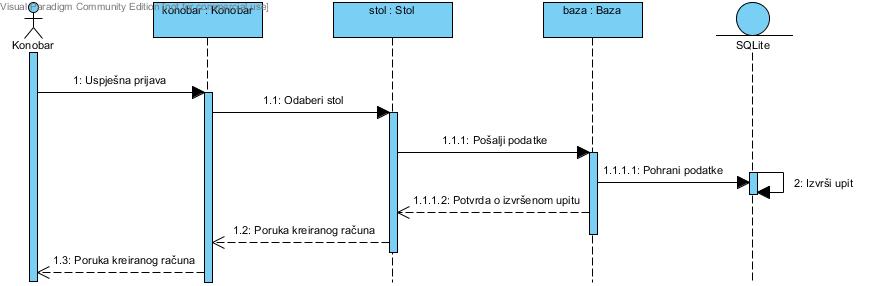 Visual Paradigm Community Edition [not for commercial use]
konobar : Konobar
stol : Stol
baza : Baza
Konobar
SQLite
1: Uspješna prijava
1.1: Odaberi stol
1.1.1: Pošalji podatke
1.1.1.1: Pohrani podatke
2: Izvrši upit
1.1.1.2: Potvrda o izvršenom upitu
1.2: Poruka kreiranog računa
1.3: Poruka kreiranog računa